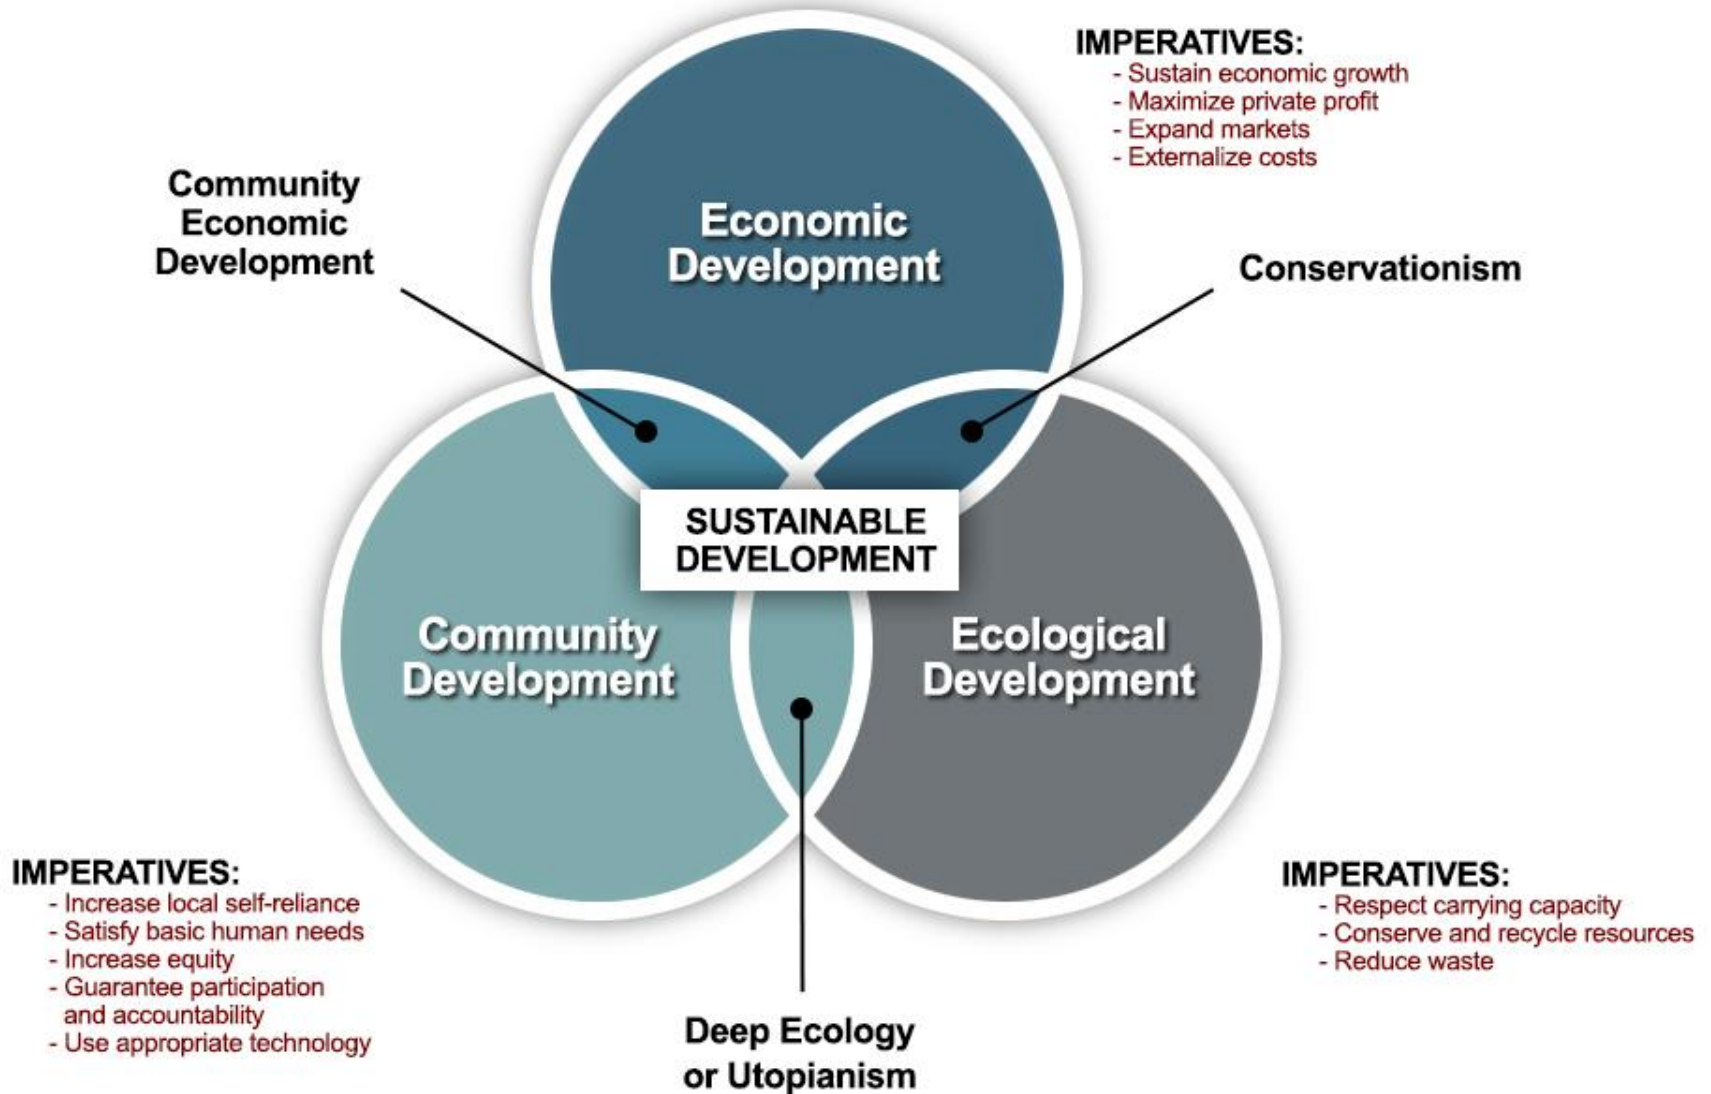 IMPERATIVES:
- Sustain economic growth
- Maximize private profit
- Expand markets
- Externalize costs
Community
Economic
Development
Economic
Development
Conservationism
SUSTAINABLE
DEVELOPMENT
Community
Development
Ecological
Development
IMPERATIVES:
- Increase local self-reliance
- Satisfy basic human needs
- Increase equity
- Guarantee participation
and accountability
- Use appropriate technology
IMPERATIVES:
- Respect carrying capacity
- Conserve and recycle resources
- Reduce waste
Deep Ecology
or Utopianism